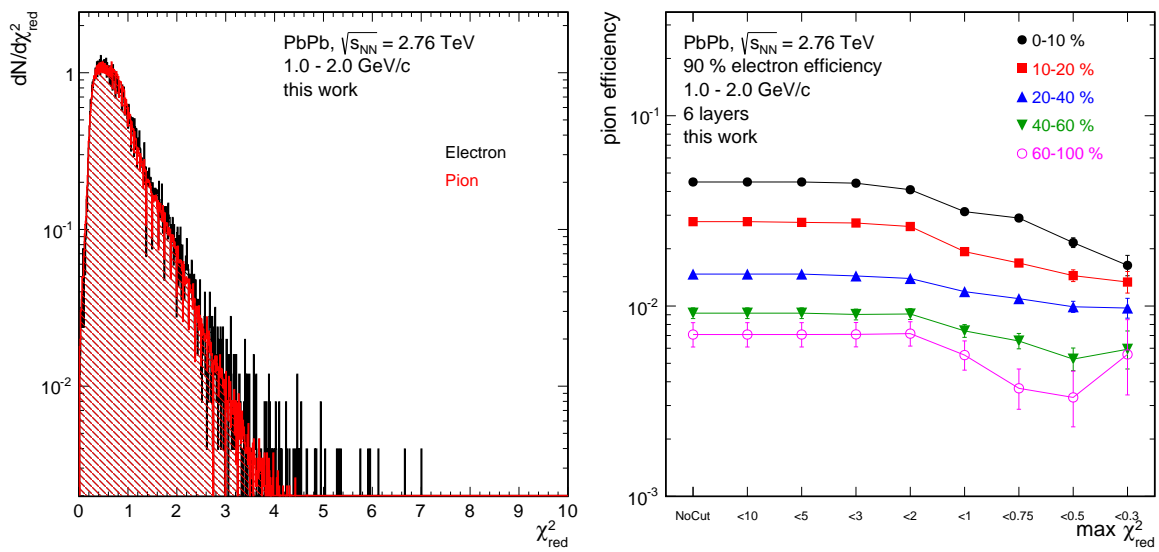 dN/dχ²red
1
10⁻¹
10⁻²
PbPb, √sNN = 2.76 TeV
1.0 - 2.0 GeV/c
this work
Electron
Pion
0 1 2 3 4 5 6 7 8 9 10
χ²red
pion efficiency
10⁻¹
10⁻²
10⁻³
PbPb, √sNN = 2.76 TeV
90 % electron efficiency
1.0 - 2.0 GeV/c
6 layers
this work
0-10 %
10-20 %
20-40 %
40-60 %
60-100 %
NoCut <10 <5 <3 <2 <1 <0.75 <0.5 <0.3
max χ²red